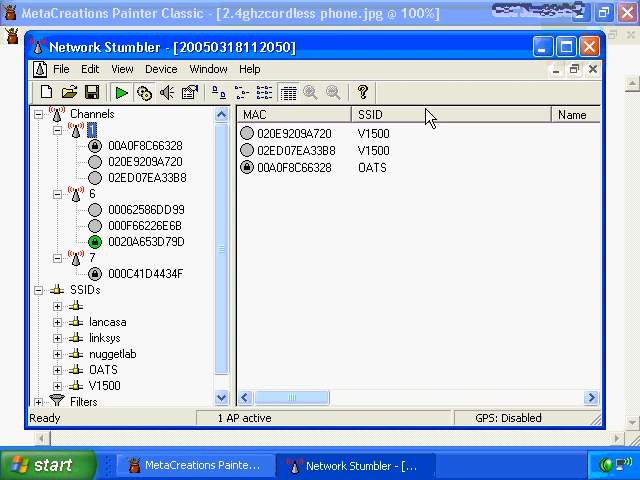 MetaCreations Painter Classic - [2.4ghzcordless phone.jpg @ 100%]
Network Stumbler - [20050318112050]
File Edit View Device Window Help
Channels
1
00A0F8C66328
020E9209A720
02ED07EA33B8
6
00062586DD99
000F66226E6B
0020A653D79D
7
000C41D4434F
SSIDs
lancasa
linksys
nuggetlab
OATS
V1500
Filters
MAC SSID Name
020E9209A720 V1500
02ED07EA33B8 V1500
00A0F8C66328 OATS
Ready 1 AP active GPS: Disabled
start MetaCreations Painte... Network Stumbler - [...